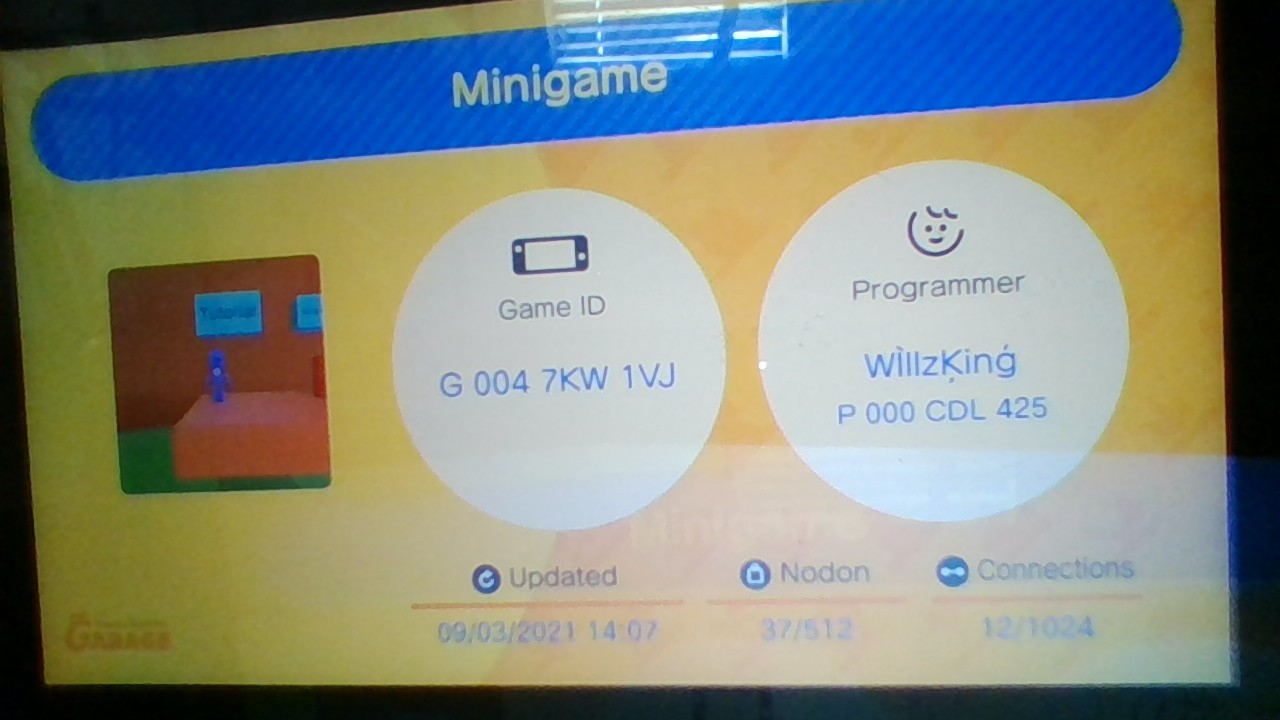 Minigame
Tutorial
Game ID
G 004 7KW 1VJ
Programmer
WÌllzĶinģ
P 000 CDL 425
Updated
09/03/2021 14:07
Nodon
37/512
Connections
12/1024
GARAGE